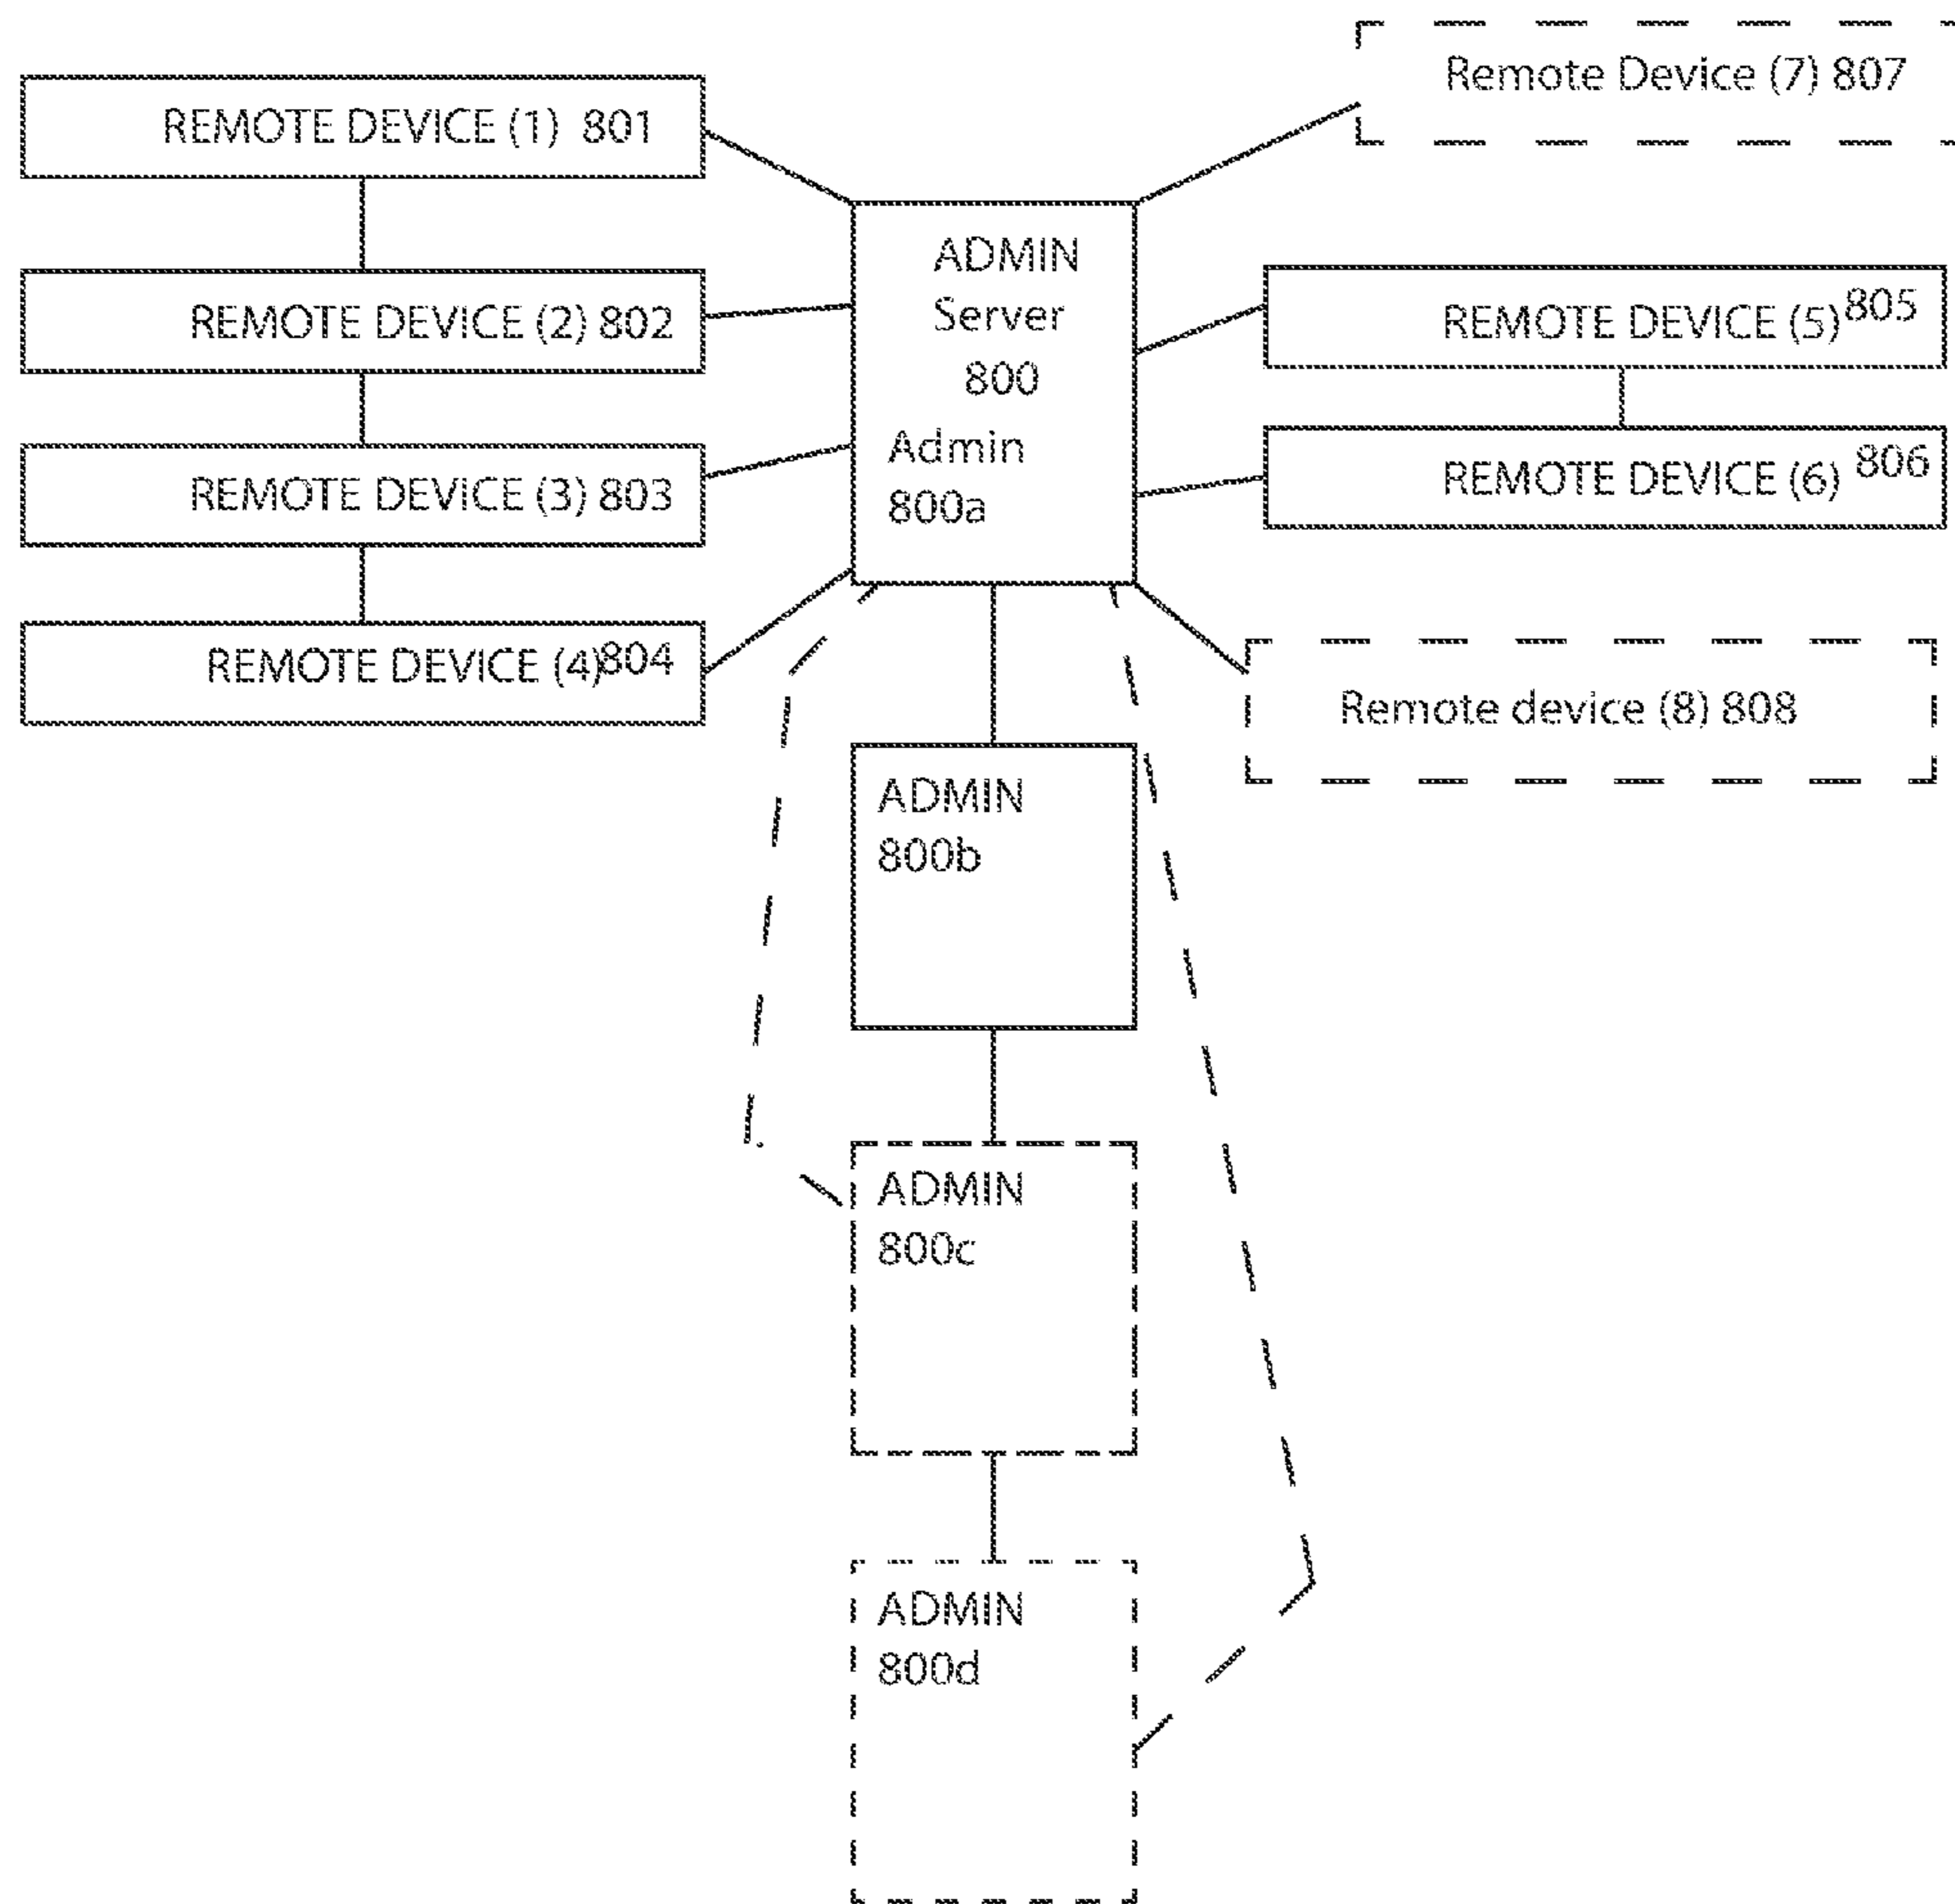 REMOTE DEVICE (1) 801
REMOTE DEVICE (2) 802
REMOTE DEVICE (3) 803
REMOTE DEVICE (4) 804
ADMIN
Server
800
Admin
800a
Remote Device (7) 807
REMOTE DEVICE (5) 805
REMOTE DEVICE (6) 806
Remote device (8) 808
ADMIN
800b
ADMIN
800c
ADMIN
800d